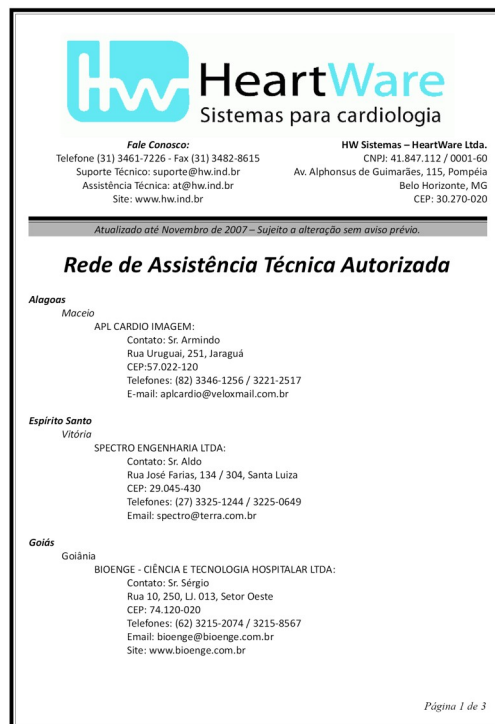 Hw HeartWare
Sistemas para cardiologia
Fale Conosco:
Telefone (31) 3461-7226 - Fax (31) 3482-8615
Suporte Técnico: suporte@hw.ind.br
Assistência Técnica: at@hw.ind.br
Site: www.hw.ind.br
HW Sistemas – HeartWare Ltda.
CNPJ: 41.847.112 / 0001-60
Av. Alphonsus de Guimarães, 115, Pompéia
Belo Horizonte, MG
CEP: 30.270-020
Atualizado até Novembro de 2007 – Sujeito a alteração sem aviso prévio.
Rede de Assistência Técnica Autorizada
Alagoas
Maceio
APL CARDIO IMAGEM:
Contato: Sr. Armindo
Rua Uruguai, 251, Jaraguá
CEP:57.022-120
Telefones: (82) 3346-1256 / 3221-2517
E-mail: aplcardio@veloxmail.com.br
Espírito Santo
Vitória
SPECTRO ENGENHARIA LTDA:
Contato: Sr. Aldo
Rua José Farias, 134 / 304, Santa Luiza
CEP: 29.045-430
Telefones: (27) 3325-1244 / 3225-0649
Email: spectro@terra.com.br
Goiás
Goiânia
BIOENGE - CIÊNCIA E TECNOLOGIA HOSPITALAR LTDA:
Contato: Sr. Sérgio
Rua 10, 250, LJ. 013, Setor Oeste
CEP: 74.120-020
Telefones: (62) 3215-2074 / 3215-8567
Email: bioenge@bioenge.com.br
Site: www.bioenge.com.br
Página 1 de 3